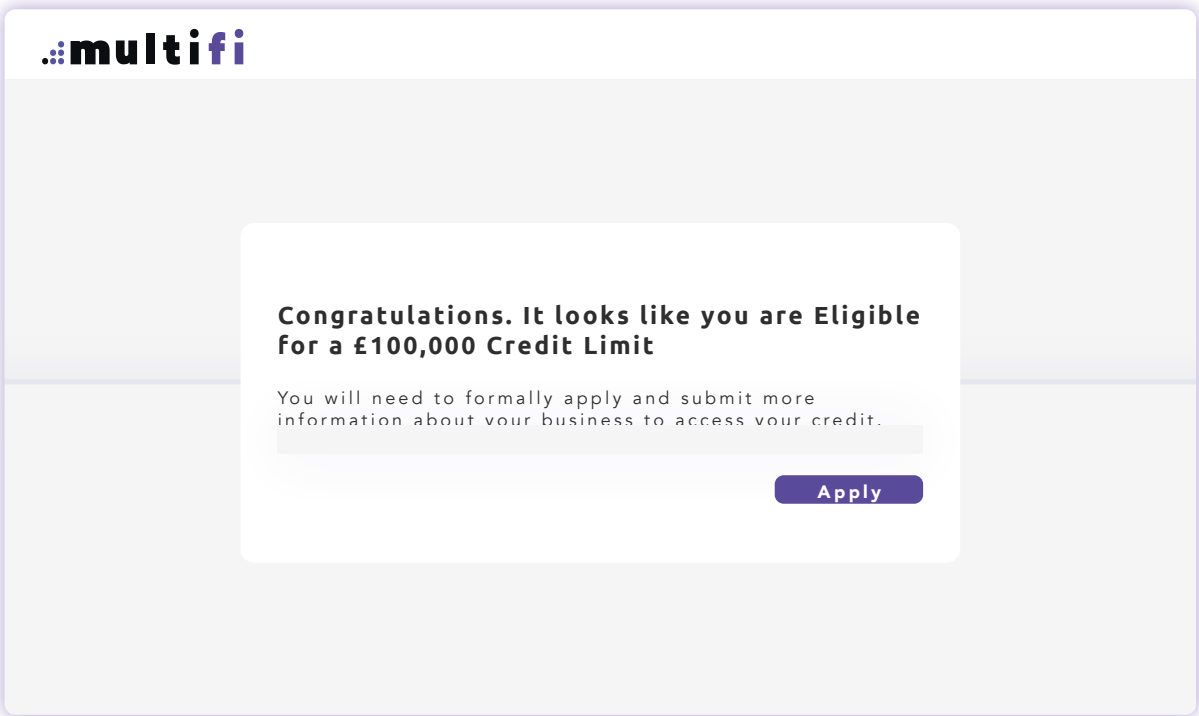 multifi
Congratulations. It looks like you are Eligible
for a £100,000 Credit Limit
You will need to formally apply and submit more
information about your business to access your credit.
Apply